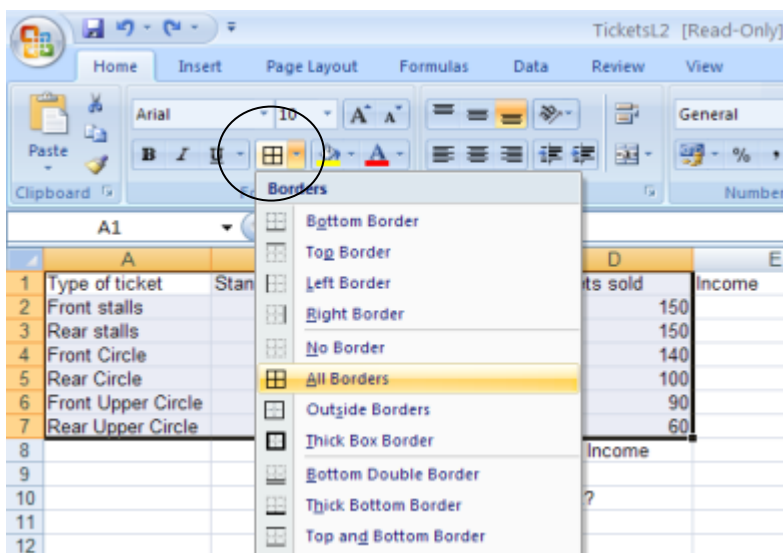 TicketsL2 [Read-Only]
Home Insert Page Layout Formulas Data Review View
Arial 10 A A General
Paste B I U A %
Clipboard Number
Borders
A1
A D E
1 Type of ticket Income
2 Front stalls 150
3 Rear stalls 150
4 Front Circle 140
5 Rear Circle 100
6 Front Upper Circle 90
7 Rear Upper Circle 60
8 Income
9
10 ?
11
12
Bottom Border
Top Border
Left Border
Right Border
No Border
All Borders
Outside Borders
Thick Box Border
Bottom Double Border
Thick Bottom Border
Top and Bottom Border